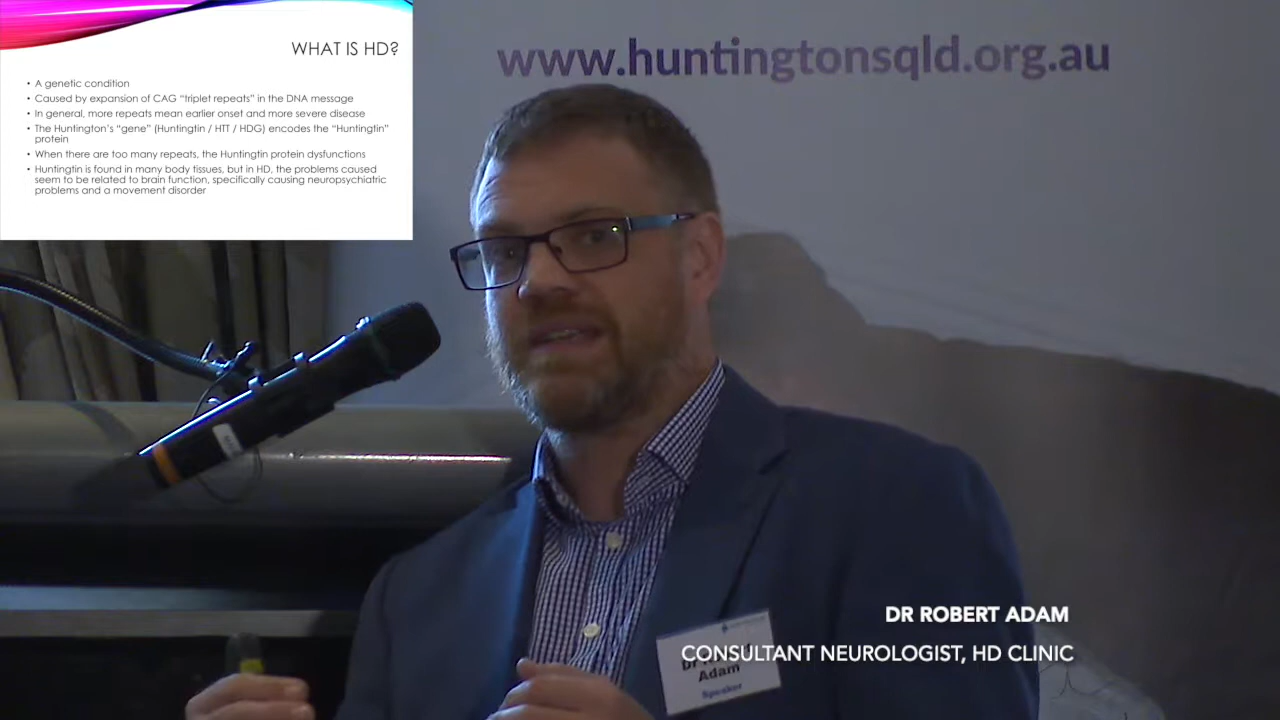 WHAT IS HD?
• A genetic condition
• Caused by expansion of CAG “triplet repeats” in the DNA message
• In general, more repeats mean earlier onset and more severe disease
• The Huntington’s “gene” (Huntingtin / HTT / HDG) encodes the “Huntingtin”
protein
• When there are too many repeats, the Huntingtin protein dysfunctions
• Huntingtin is found in many body tissues, but in HD, the problems caused
seem to be related to brain function, specifically causing neuropsychiatric
problems and a movement disorder
www.huntingtonsqld.org.au
DR ROBERT ADAM
CONSULTANT NEUROLOGIST, HD CLINIC
Dr
Adam
Speaker